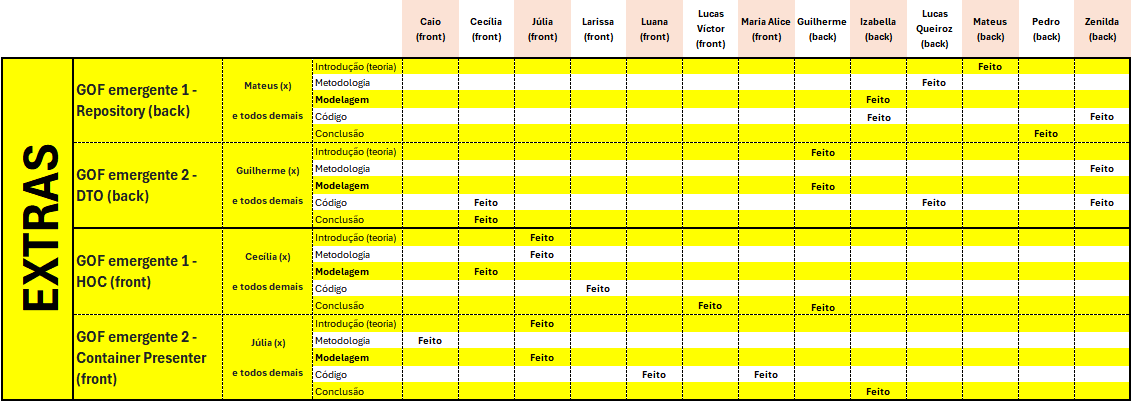 Caio (front)
Cecília (front)
Júlia (front)
Larissa (front)
Luana (front)
Lucas Víctor (front)
Maria Alice (front)
Guilherme (back)
Izabella (back)
Lucas Queiroz (back)
Mateus (back)
Pedro (back)
Zenilda (back)
EXTRAS
GOF emergente 1 -
Repository (back)
Mateus (x)
e todos demais
Introdução (teoria) Feito
Metodologia Feito
Modelagem Feito
Código Feito Feito
Conclusão Feito
GOF emergente 2 -
DTO (back)
Guilherme (x)
e todos demais
Introdução (teoria) Feito
Metodologia Feito
Modelagem Feito
Código Feito Feito Feito
Conclusão Feito
GOF emergente 1 -
HOC (front)
Cecília (x)
e todos demais
Introdução (teoria) Feito
Metodologia Feito
Modelagem Feito
Código Feito
Conclusão Feito Feito
GOF emergente 2 -
Container Presenter
(front)
Júlia (x)
e todos demais
Introdução (teoria) Feito
Metodologia Feito
Modelagem Feito
Código Feito Feito
Conclusão Feito